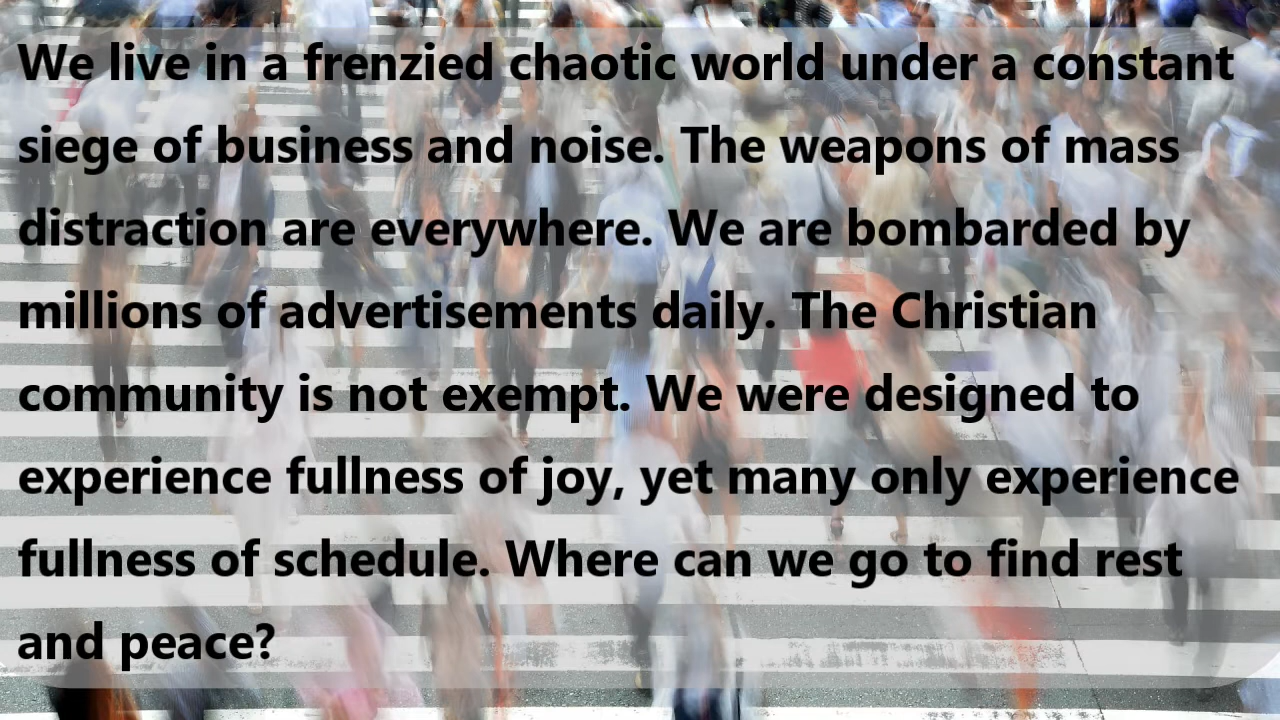 We live in a frenzied chaotic world under a constant
siege of business and noise. The weapons of mass
distraction are everywhere. We are bombarded by
millions of advertisements daily. The Christian
community is not exempt. We were designed to
experience fullness of joy, yet many only experience
fullness of schedule. Where can we go to find rest
and peace?